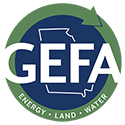 GEFA
ENERGY • LAND • WATER